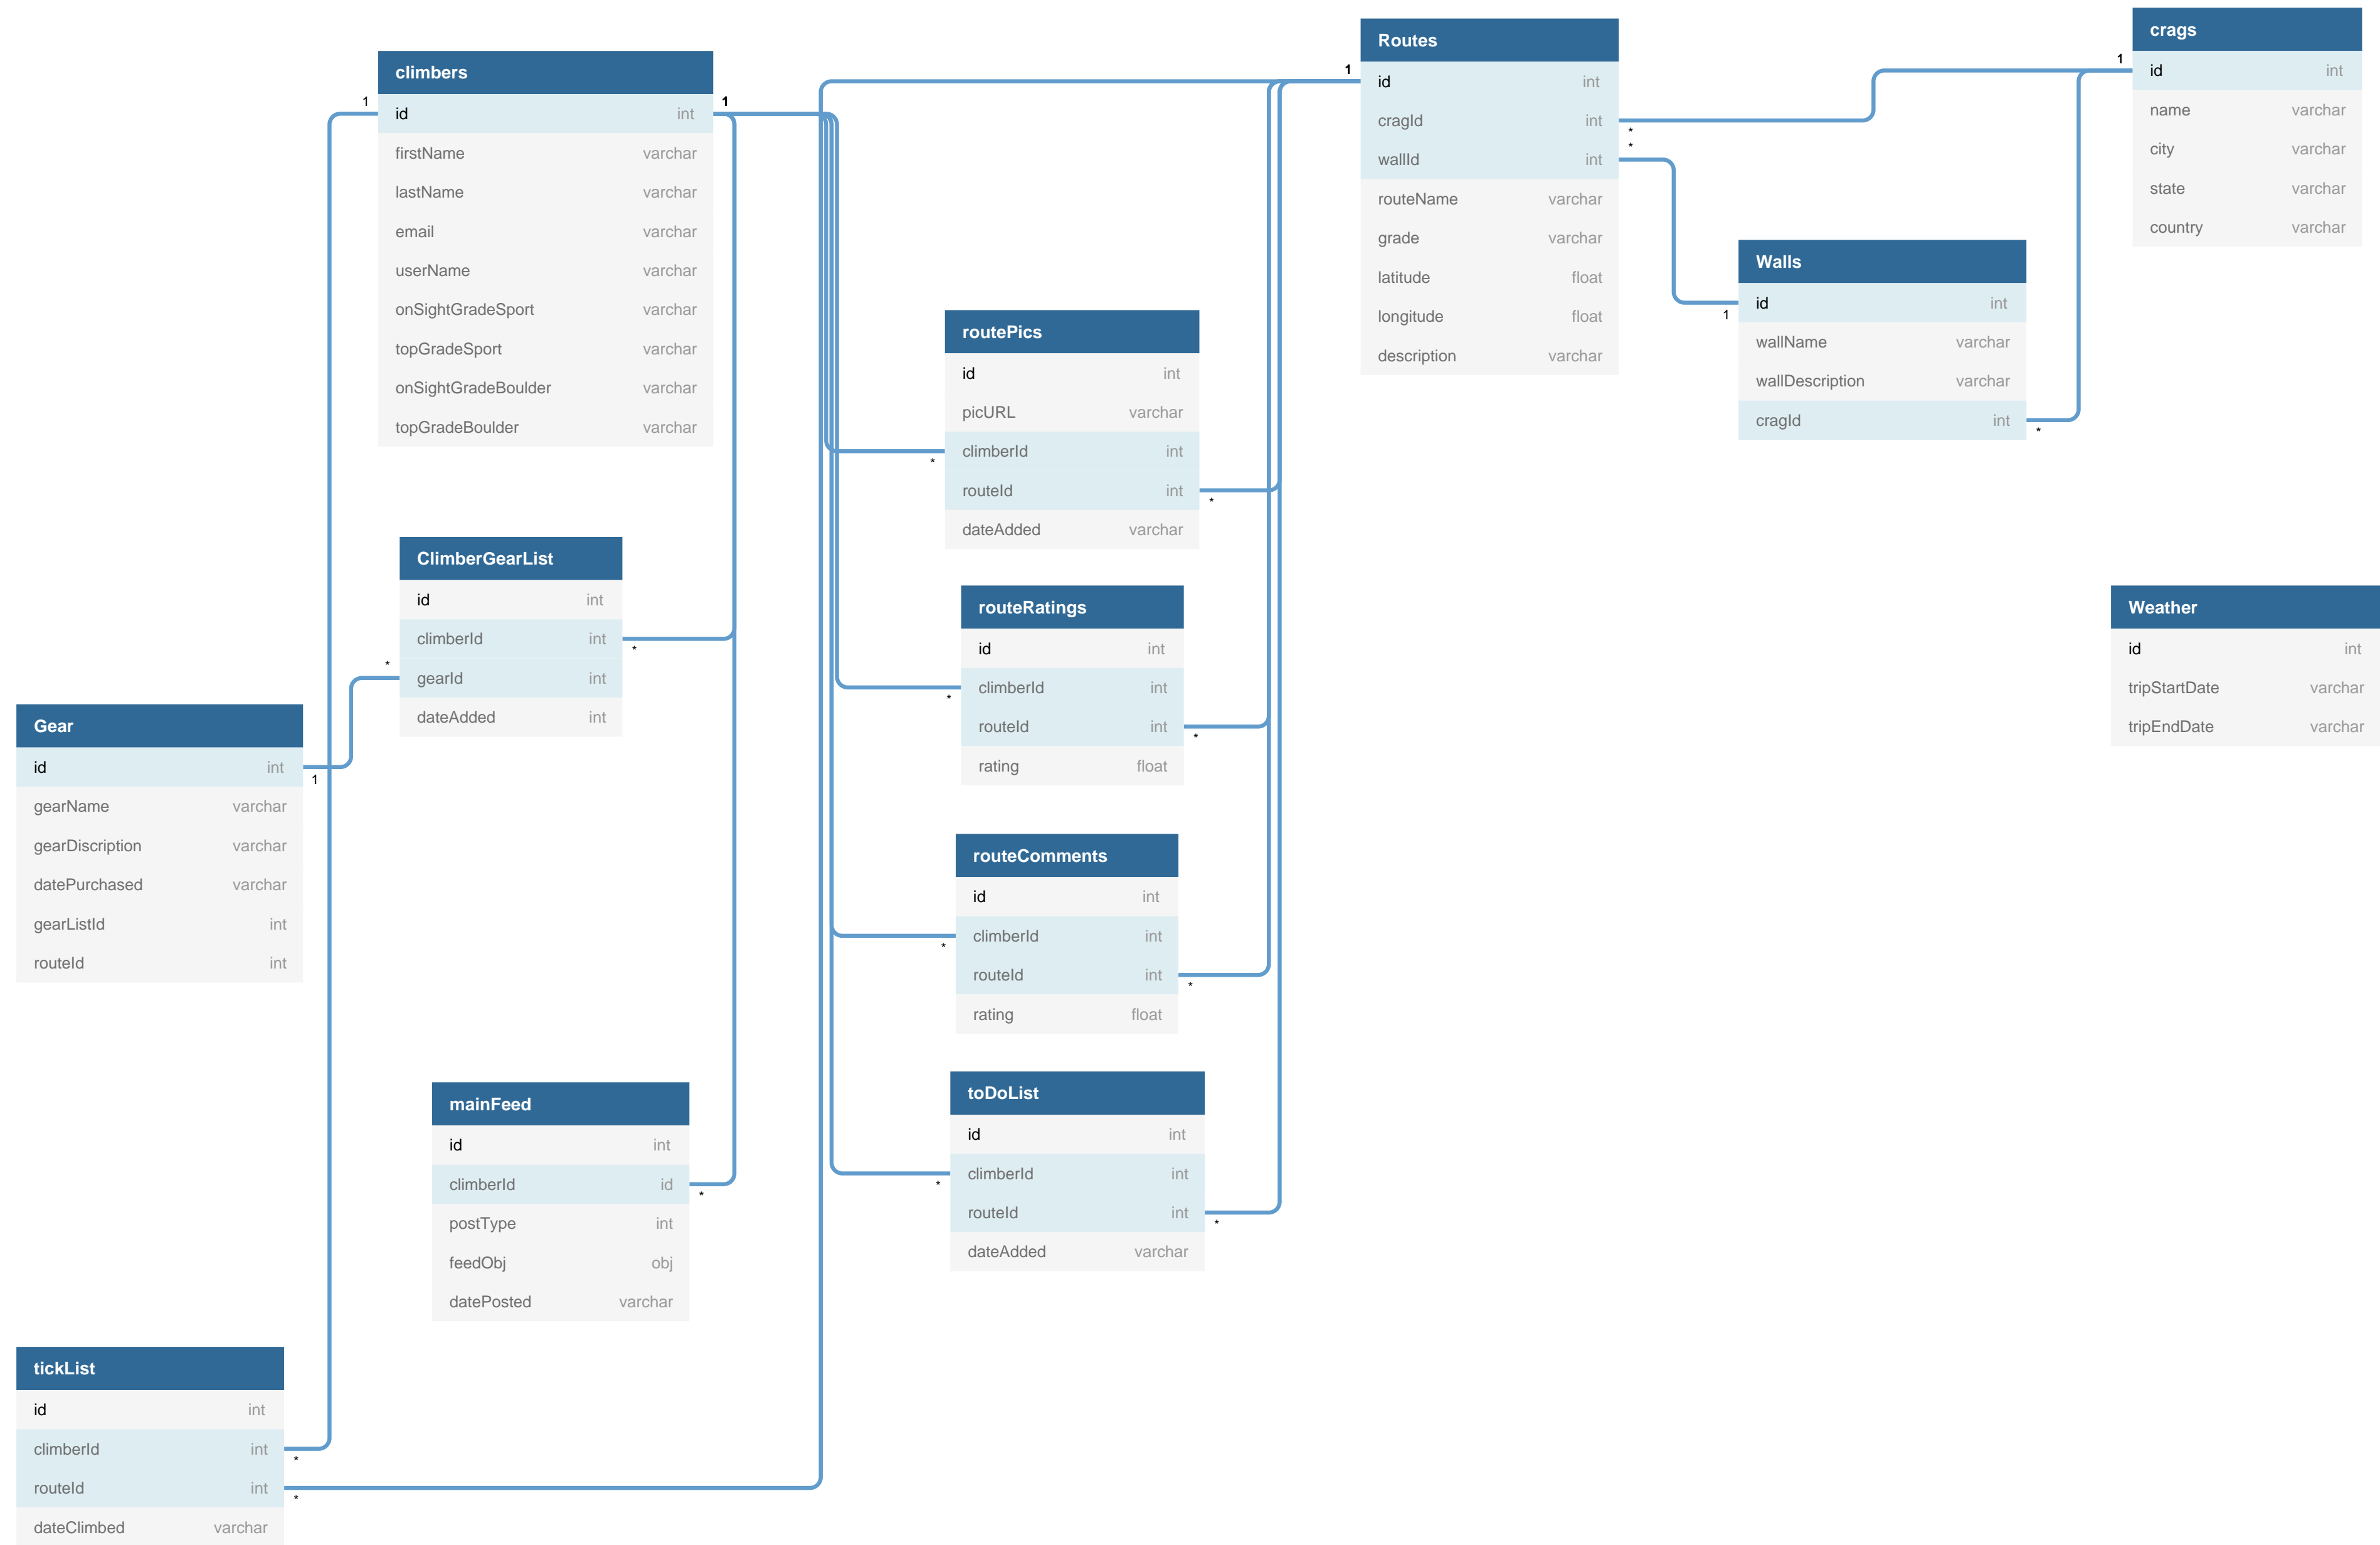 climbers
1
id int
1
firstName varchar
lastName varchar
email varchar
userName varchar
onSightGradeSport varchar
topGradeSport varchar
onSightGradeBoulder varchar
topGradeBoulder varchar
Routes
1
id int
cragId int
*
*
wallId int
routeName varchar
grade varchar
latitude float
longitude float
description varchar
crags
1
id int
name varchar
city varchar
state varchar
country varchar
Walls
id int
1
wallName varchar
wallDescription varchar
cragId int
*
routePics
id int
picURL varchar
climberId int
*
routeId int
*
dateAdded varchar
ClimberGearList
id int
climberId int
*
*
gearId int
dateAdded int
routeRatings
id int
climberId int
*
routeId int
*
rating float
Weather
id int
tripStartDate varchar
tripEndDate varchar
Gear
id int
1
gearName varchar
gearDiscription varchar
datePurchased varchar
gearListId int
routeId int
routeComments
id int
climberId int
*
routeId int
*
rating float
mainFeed
id int
climberId id
*
postType int
feedObj obj
datePosted varchar
toDoList
id int
climberId int
*
routeId int
*
dateAdded varchar
tickList
id int
climberId int
*
routeId int
*
dateClimbed varchar